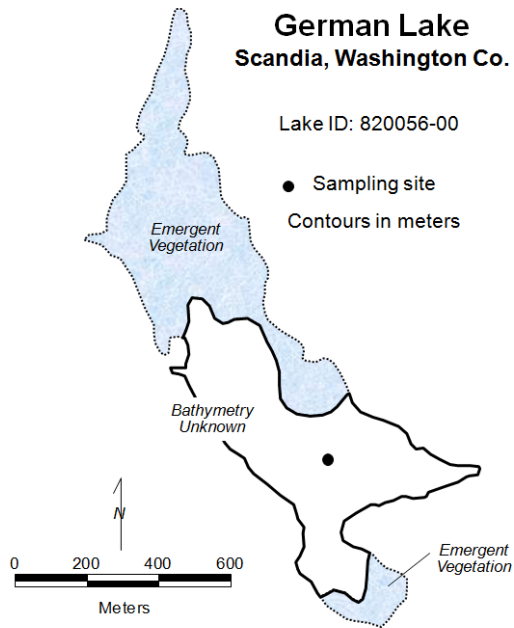 German Lake
Scandia, Washington Co.
Lake ID: 820056-00
Sampling site
Contours in meters
Emergent
Vegetation
Bathymetry
Unknown
N
Emergent
Vegetation
0 200 400 600
Meters